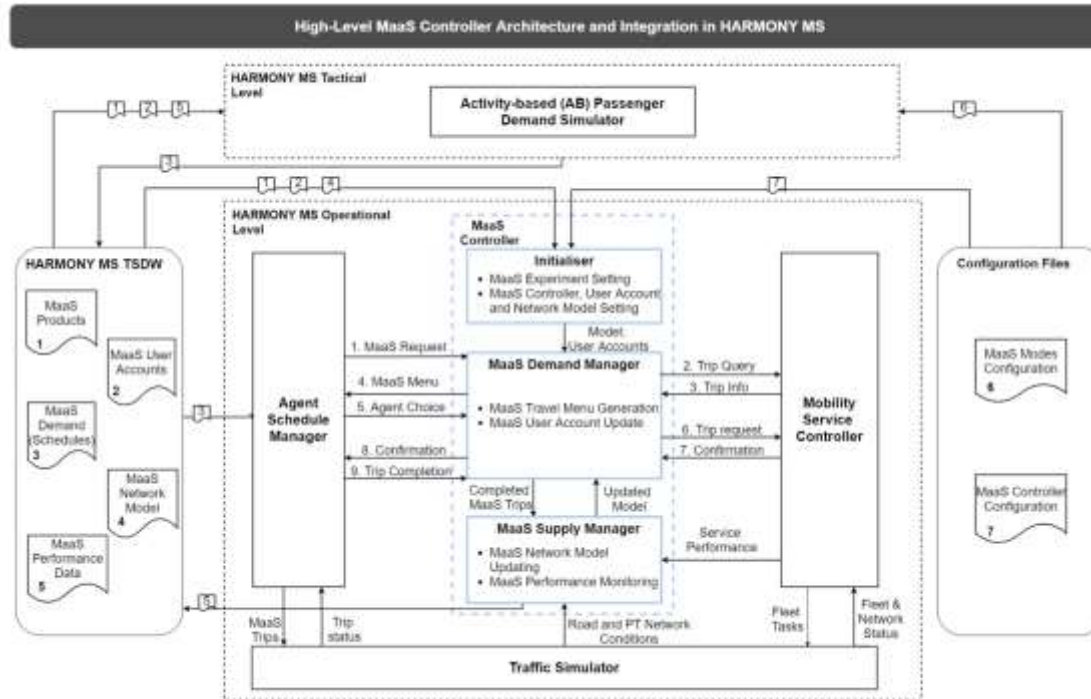 High-Level MaaS Controller Architecture and Integration in HARMONY MS
HARMONY MS Tactical
Level
Activity-based (AB) Passenger
Demand Simulator
1
2
5
6
3
1
2
4
7
HARMONY MS Operational
Level
MaaS
Controller
Initialiser
• MaaS Experiment Setting
• MaaS Controller, User Account
and Network Model Setting
Model:
User Accounts
HARMONY MS TSDW
MaaS
Products
1
MaaS User
Accounts
2
MaaS
Demand
(Schedules)
3
MaaS
Network
Model
4
MaaS
Performance
Data
5
3
Agent
Schedule
Manager
1. MaaS Request
4. MaaS Menu
5. Agent Choice
8. Confirmation
9. Trip Completion
MaaS Demand Manager
• MaaS Travel Menu Generation
• MaaS User Account Update
2. Trip Query
3. Trip Info
6. Trip request
7. Confirmation
Mobility
Service
Controller
Completed
MaaS Trips
Updated
Model
MaaS Supply Manager
• MaaS Network Model
Updating
• MaaS Performance Monitoring
Service
Performance
5
MaaS
Trips
Trip
status
Road and PT Network
Conditions
Fleet
Tasks
Fleet &
Network
Status
Traffic Simulator
Configuration Files
MaaS Modes
Configuration
6
MaaS Controller
Configuration
7